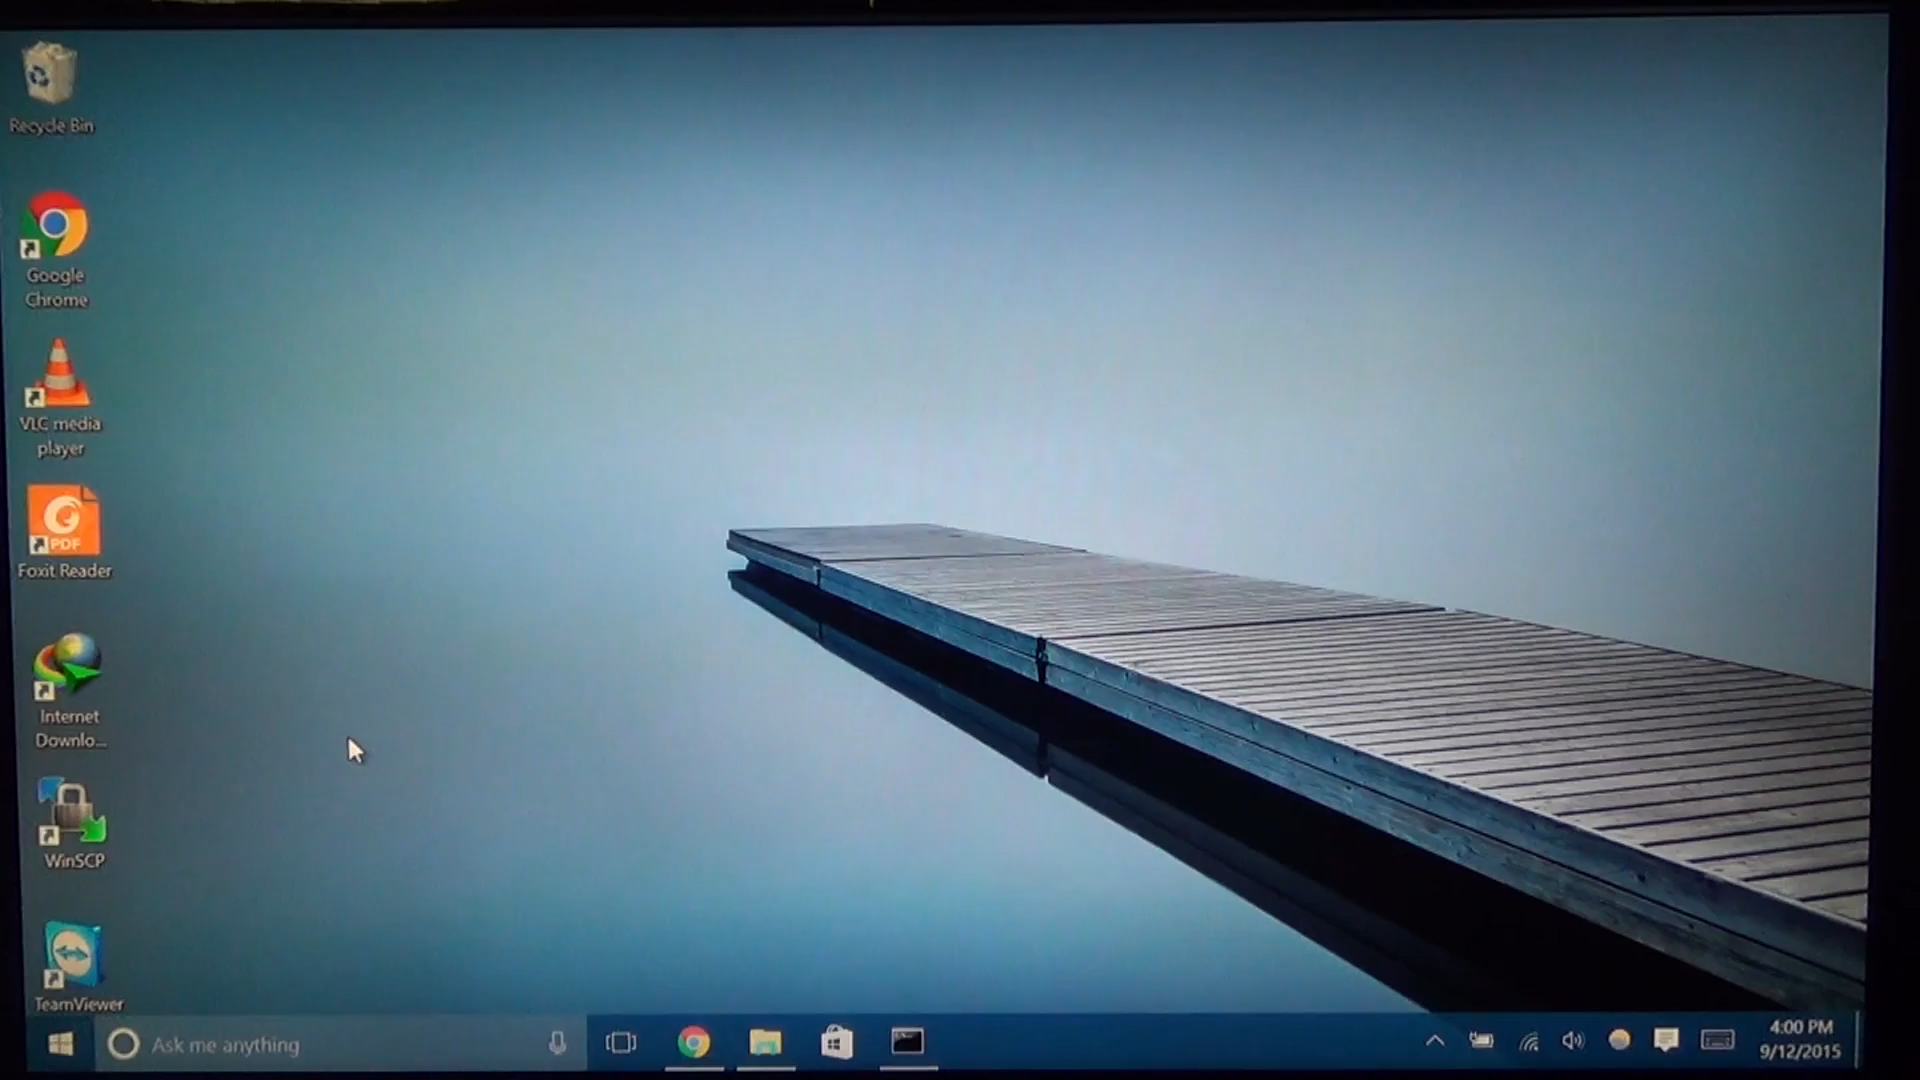 Recycle Bin
Google
Chrome
VLC media
player
PDF
Foxit Reader
Internet
Downlo...
WinSCP
TeamViewer
Ask me anything
4:00 PM
9/12/2015